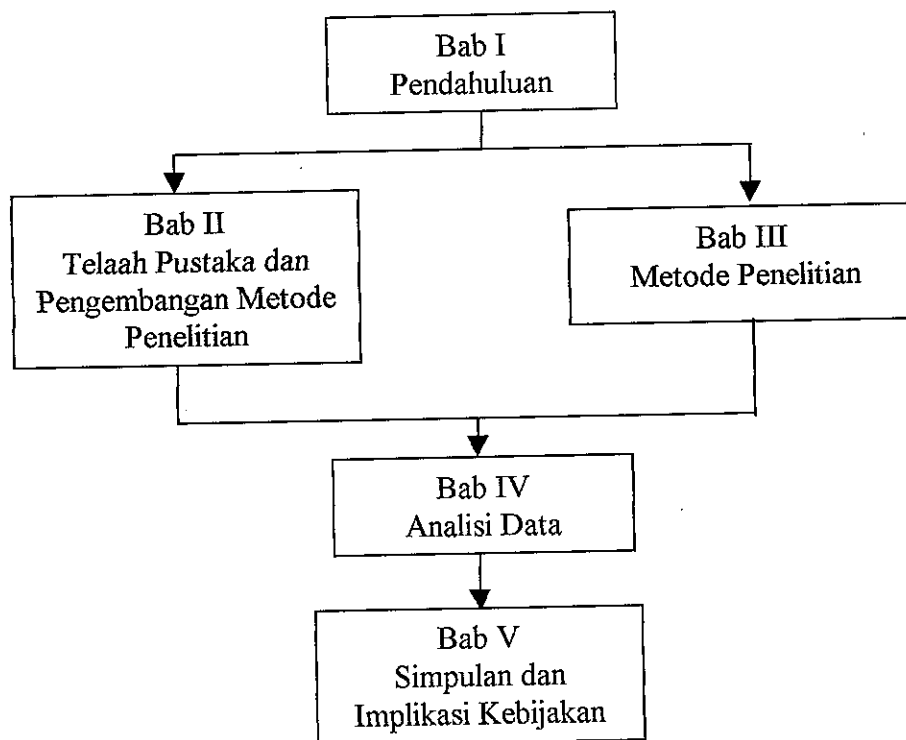 Bab I
Pendahuluan
Bab II
Telaah Pustaka dan
Pengembangan Metode
Penelitian
Bab III
Metode Penelitian
Bab IV
Analisi Data
Bab V
Simpulan dan
Implikasi Kebijakan